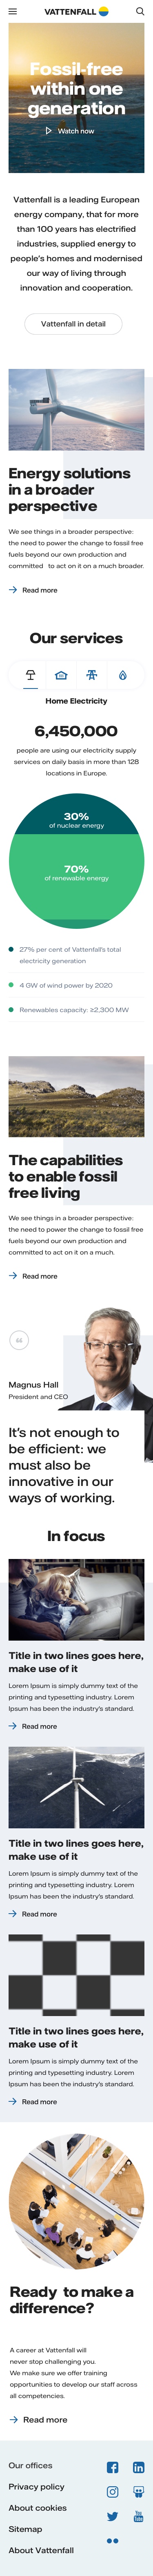 VATTENFALL
Fossil-free
within one
generation
Watch now
Vattenfall is a leading European
energy company, that for more
than 100 years has electrified
industries, supplied energy to
people's homes and modernised
our way of living through
innovation and cooperation.
Vattenfall in detail
Energy solutions
in a broader
perspective
We see things in a broader perspective:
the need to power the change to fossil free
fuels beyond our own production and
committed to act on it on a much broader.
Read more
Our services
Home Electricity
6,450,000
people are using our electricity supply
services on daily basis in more than 128
locations in Europe.
30%
of nuclear energy
70%
of renewable energy
27% per cent of Vattenfall's total
electricity generation
4 GW of wind power by 2020
Renewables capacity: ≥2,300 MW
The capabilities
to enable fossil
free living
We see things in a broader perspective:
the need to power the change to fossil free
fuels beyond our own production and
committed to act on it on a much.
Read more
“
Magnus Hall
President and CEO
It's not enough to
be efficient: we
must also be
innovative in our
ways of working.
In focus
Title in two lines goes here,
make use of it
Lorem Ipsum is simply dummy text of the
printing and typesetting industry. Lorem
Ipsum has been the industry's standard.
Read more
Title in two lines goes here,
make use of it
Lorem Ipsum is simply dummy text of the
printing and typesetting industry. Lorem
Ipsum has been the industry's standard.
Read more
Title in two lines goes here,
make use of it
Lorem Ipsum is simply dummy text of the
printing and typesetting industry. Lorem
Ipsum has been the industry's standard.
Read more
Ready to make a
difference?
A career at Vattenfall will
never stop challenging you.
We make sure we offer training
opportunities to develop our staff across
all competencies.
Read more
Our offices
Privacy policy
About cookies
Sitemap
About Vattenfall